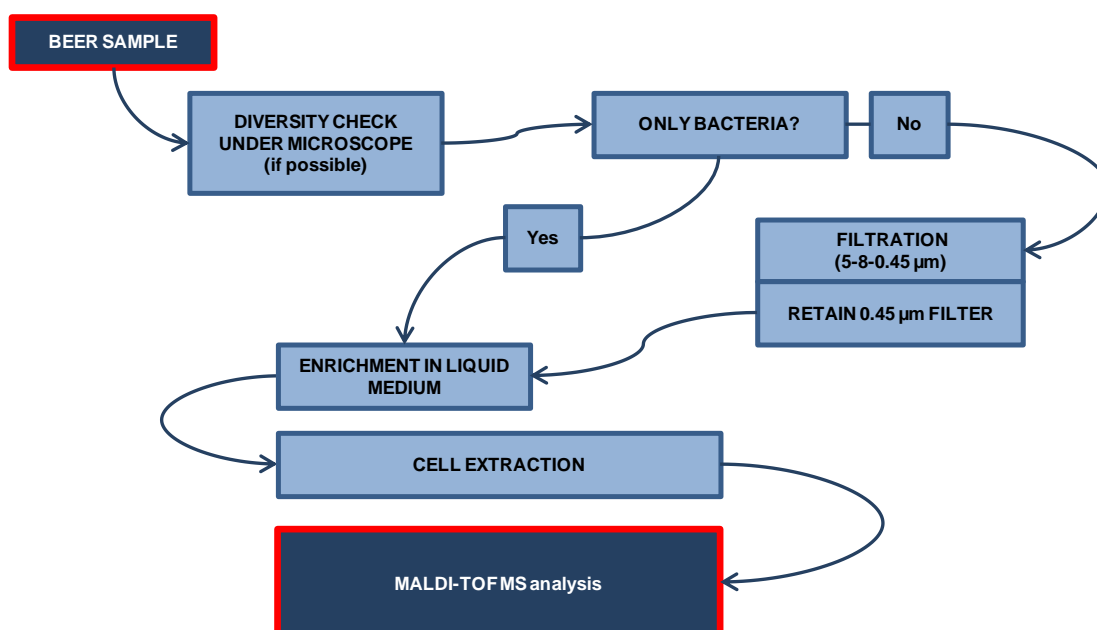 BEER SAMPLE
DIVERSITY CHECK
UNDER MICROSCOPE
(if possible)
ONLY BACTERIA?
No
Yes
FILTRATION
(5-8-0.45 µm)
RETAIN 0.45 µm FILTER
ENRICHMENT IN LIQUID
MEDIUM
CELL EXTRACTION
MALDI-TOF MS analysis